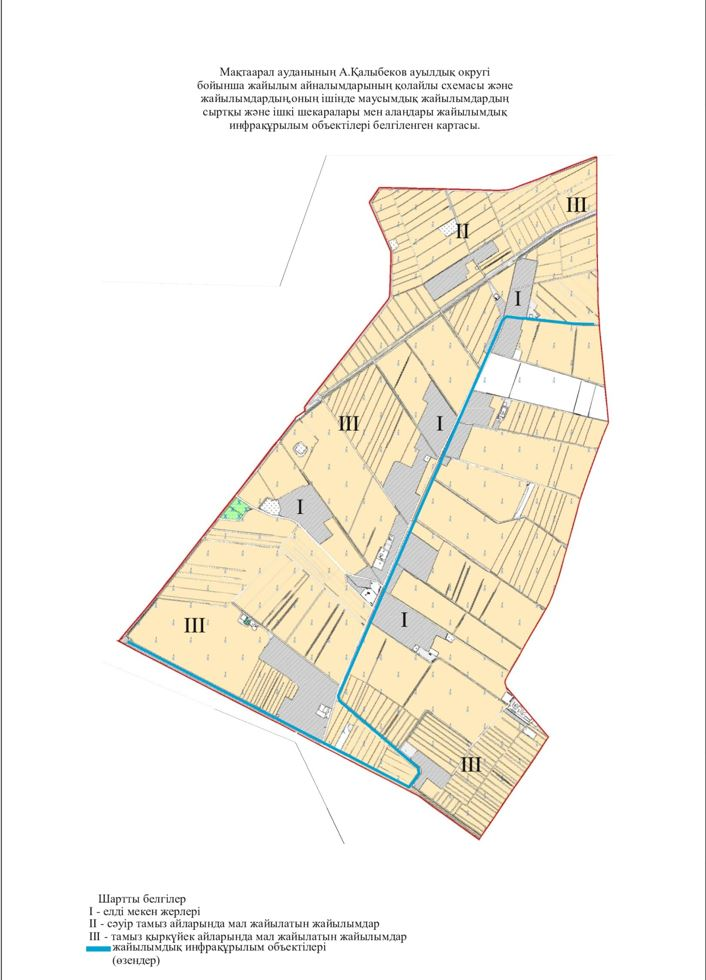 Мақтаарал ауданының А.Қалыбеков ауылдық округі
бойынша жайылым айналымдарының қолайлы схемасы және
жайылымдардың,оның ішінде маусымдық жайылымдардың
сыртқы және ішкі шекаралары мен алаңдары жайылымдық
инфрақұрылым объектілері белгіленген картасы.
III
II
I
III
I
I
I
III
III
Шартты белгілер
I - елді мекен жерлері
II - сәуір тамыз айларында мал жайылатын жайылымдар
III - тамыз қыркүйек айларында мал жайылатын жайылымдар
жайылымдық инфрақұрылым объектілері
(өзендер)